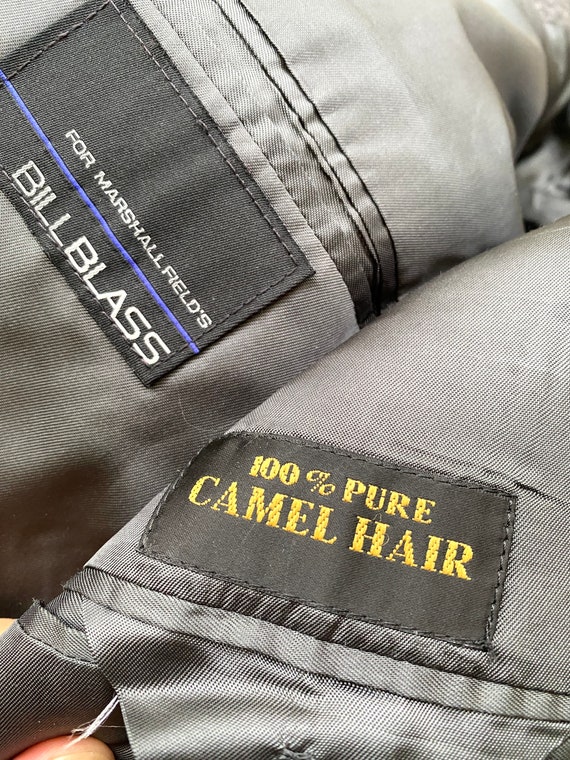 FOR MARSHALL FIELD'S
BILL BLASS
100% PURE
CAMEL HAIR